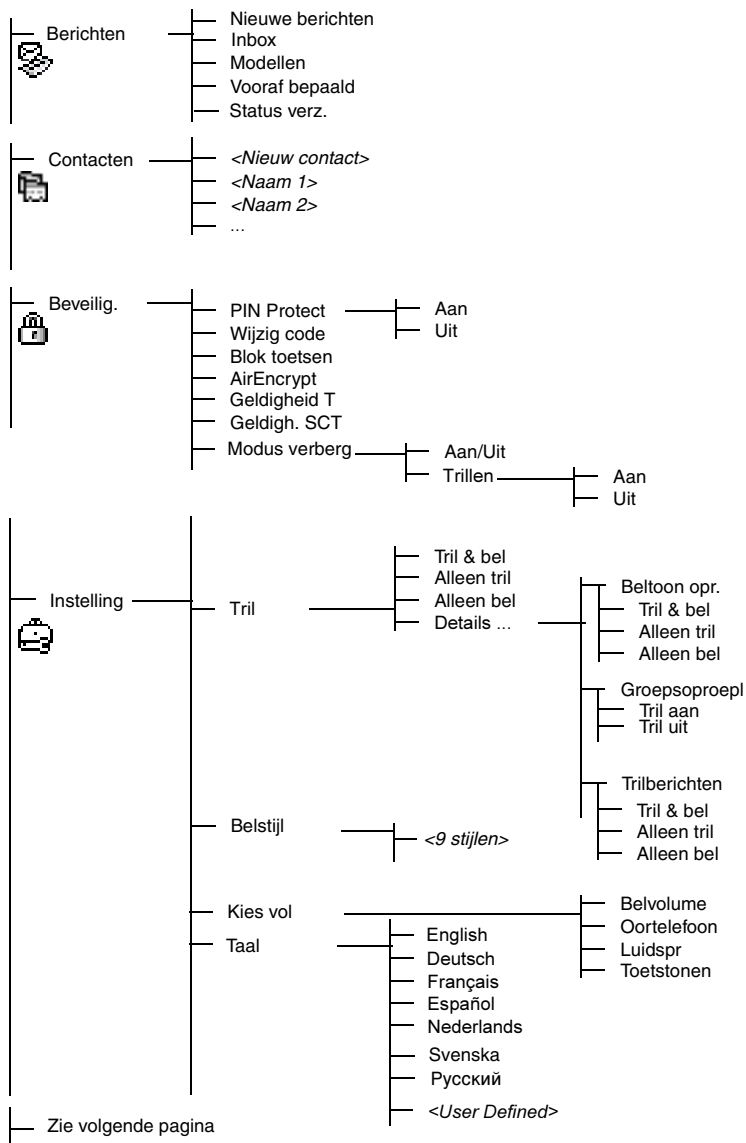 Berichten
Nieuwe berichten
Inbox
Modellen
Vooraf bepaald
Status verz.
Contacten
<Nieuw contact>
<Naam 1>
<Naam 2>
...
Beveilig.
PIN Protect
Aan
Uit
Wijzig code
Blok toetsen
AirEncrypt
Geldigheid T
Geldigh. SCT
Modus verberg
Aan/Uit
Trillen
Aan
Uit
Instelling
Tril
Tril & bel
Alleen tril
Alleen bel
Details ...
Beltoon opr.
Tril & bel
Alleen tril
Alleen bel
Groepsoproepl
Tril aan
Tril uit
Trilberichten
Tril & bel
Alleen tril
Alleen bel
Belstijl
<9 stijlen>
Kies vol
Belvolume
Oortelefoon
Luidspr
Toetstonen
Taal
English
Deutsch
Français
Español
Nederlands
Svenska
Русский
<User Defined>
Zie volgende pagina